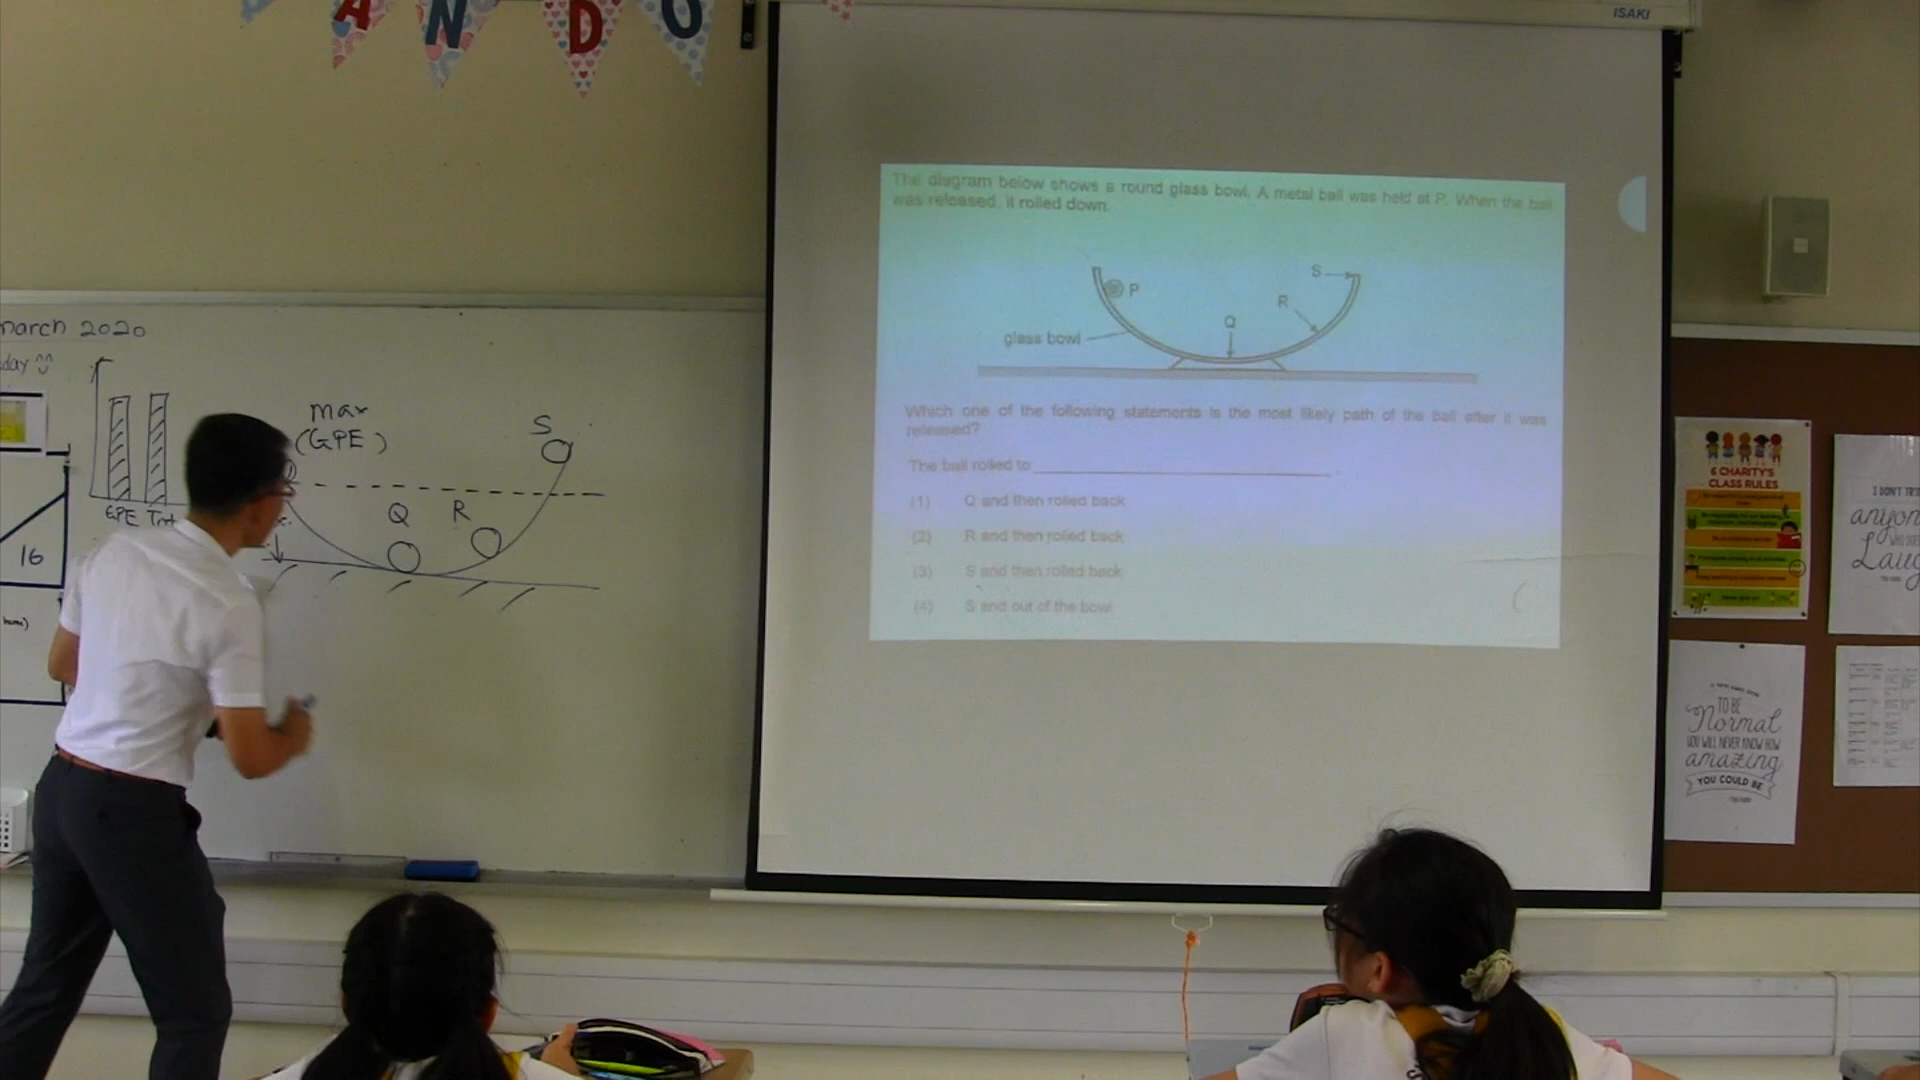 AND U
ISAKI
march 2020
day
16
GPE
max
(GPE)
Q
R
S
The diagram below shows a round glass bowl. A metal ball was held at P. When the ball
was released, it rolled down.
P
Q
R
S
glass bowl
Which one of the following statements is the most likely path of the ball after it was
released?
The ball rolled to
(1) Q and then rolled back
(2) R and then rolled back
(3) S and then rolled back
(4) S and out of the bowl
(
6 CHARITY'S
CLASS RULES
I DON'T
anyon
TO BE
Normal
YOU WILL NEVER KNOW HOW
amazing
YOU COULD BE